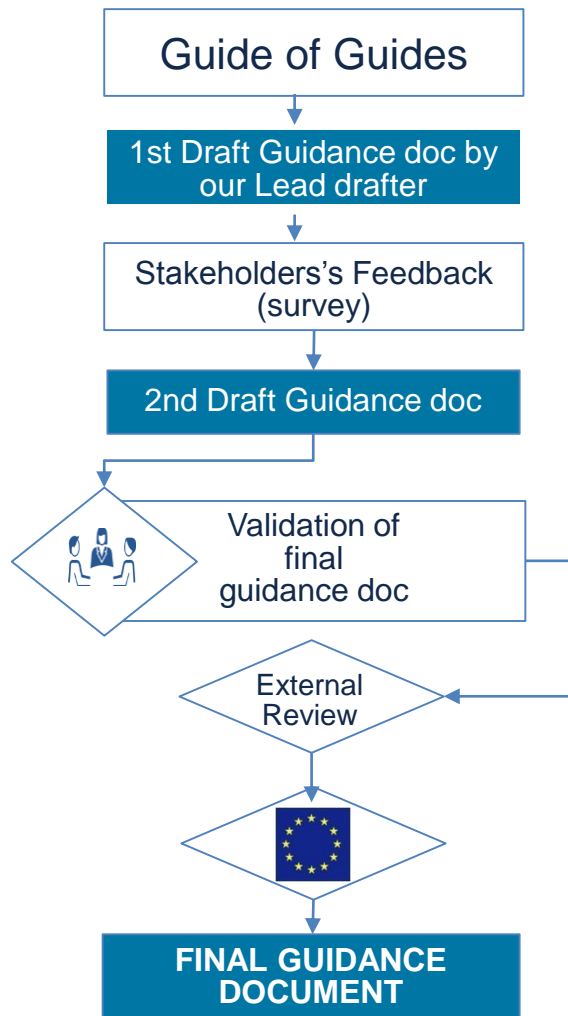 Guide of Guides
1st Draft Guidance doc by
our Lead drafter
Stakeholders's Feedback
(survey)
2nd Draft Guidance doc
Validation of
final
guidance doc
External
Review
FINAL GUIDANCE
DOCUMENT